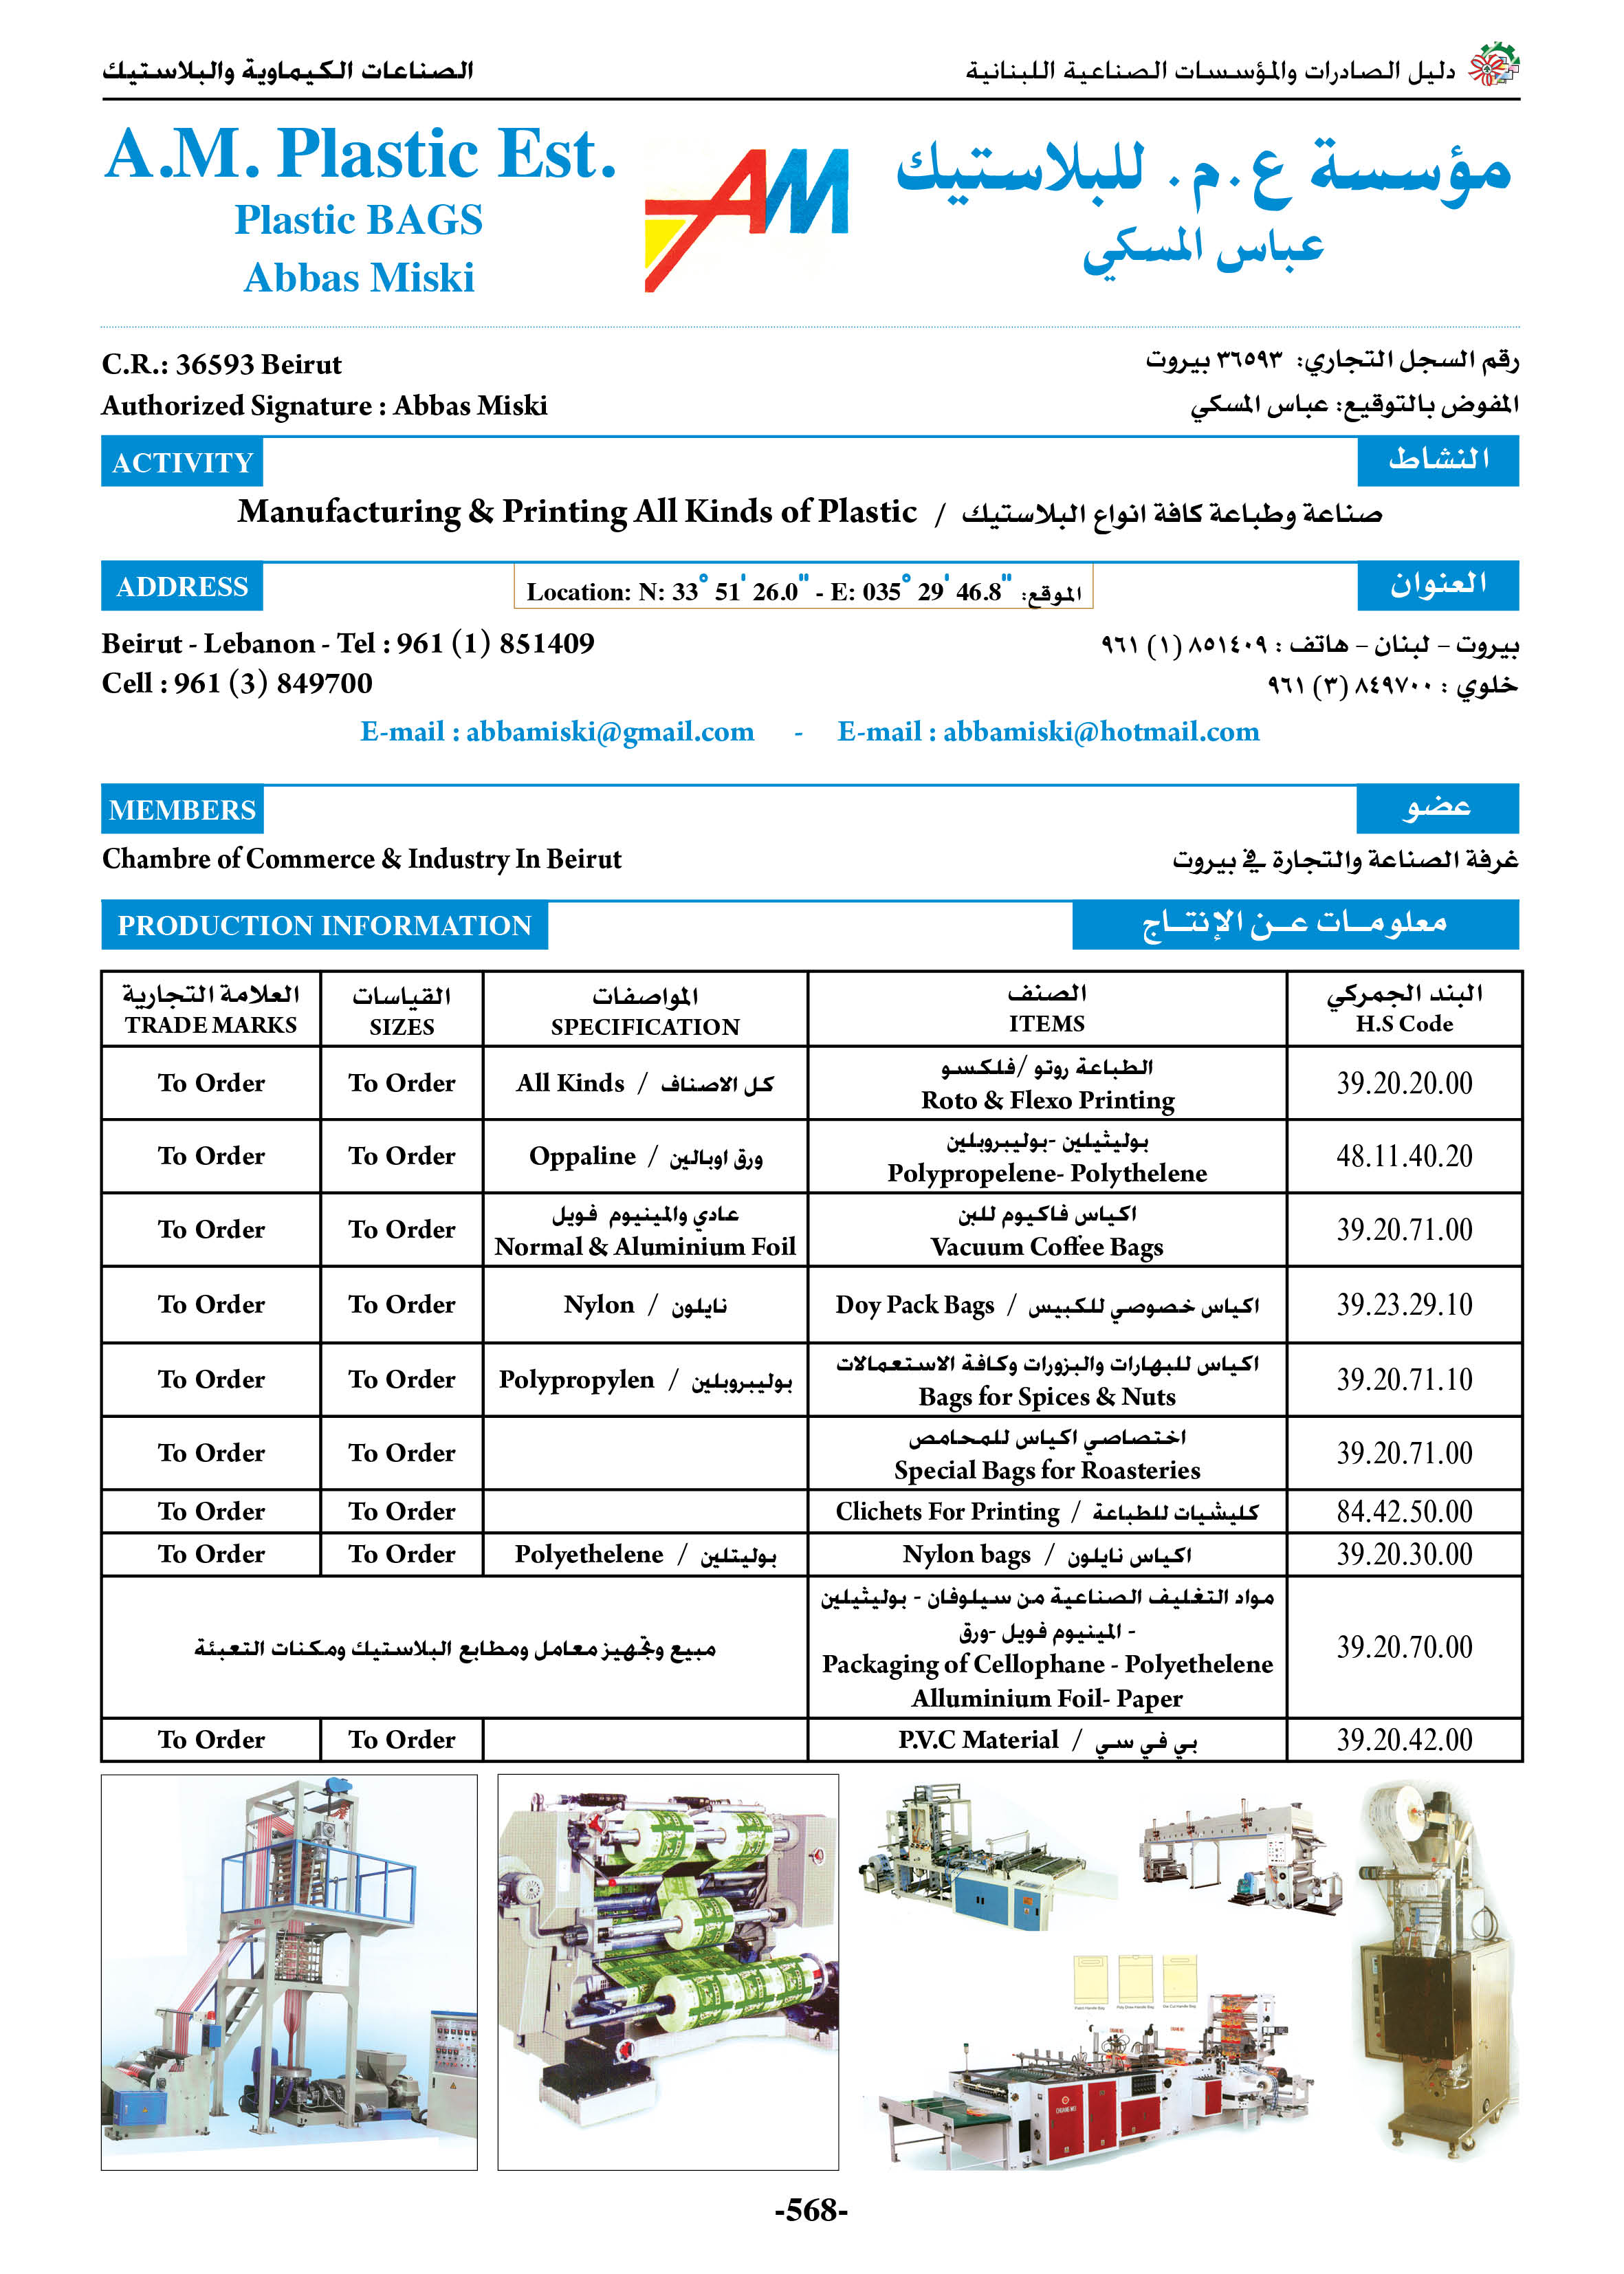 الصناعات الكيماوية والبلاستيك
دليل الصادرات والمؤسسات الصناعية اللبنانية
A.M. Plastic Est.
Plastic BAGS
Abbas Miski
AM
مؤسسة ع.م. للبلاستيك
عباس المسكي
C.R.: 36593 Beirut
رقم السجل التجاري: ٣٦٥٩٣ بيروت
Authorized Signature : Abbas Miski
المفوض بالتوقيع: عباس المسكي
ACTIVITY
النشاط
Manufacturing & Printing All Kinds of Plastic / صناعة وطباعة كافة انواع البلاستيك
ADDRESS
Location: N: 33° 51' 26.0" - E: 035° 29' 46.8" الموقع:
العنوان
Beirut - Lebanon - Tel : 961 (1) 851409
بيروت – لبنان – هاتف : ٨٥١٤٠٩ (١) ٩٦١
Cell : 961 (3) 849700
خلوي : ٨٤٩٧٠٠ (٣) ٩٦١
E-mail : abbamiski@gmail.com - E-mail : abbamiski@hotmail.com
MEMBERS
عضو
Chambre of Commerce & Industry In Beirut
غرفة الصناعة والتجارة في بيروت
PRODUCTION INFORMATION
معلومات عن الإنتاج
العلامة التجارية
TRADE MARKS
القياسات
SIZES
المواصفات
SPECIFICATION
الصنف
ITEMS
البند الجمركي
H.S Code
To Order
To Order
All Kinds / كل الاصناف
الطباعة روتو /فلكسو
Roto & Flexo Printing
39.20.20.00
To Order
To Order
Oppaline / ورق اوبالين
بوليثيلين -بوليبروبلين
Polypropelene- Polythelene
48.11.40.20
To Order
To Order
عادي والمينيوم فويل
Normal & Aluminium Foil
اكياس فاكيوم للبن
Vacuum Coffee Bags
39.20.71.00
To Order
To Order
Nylon / نايلون
Doy Pack Bags / اكياس خصوصي للكبيس
39.23.29.10
To Order
To Order
Polypropylen / بوليبروبلين
اكياس للبهارات والبزورات وكافة الاستعمالات
Bags for Spices & Nuts
39.20.71.10
To Order
To Order
اختصاصي اكياس للمحامص
Special Bags for Roasteries
39.20.71.00
To Order
To Order
Clichets For Printing / كليشيات للطباعة
84.42.50.00
To Order
To Order
Polyethelene / بوليتلين
Nylon bags / اكياس نايلون
39.20.30.00
مبيع وتجهيز معامل ومطابع البلاستيك ومكنات التعبئة
مواد التغليف الصناعية من سيلوفان - بوليثيلين
- المينيوم فويل -ورق
Packaging of Cellophane - Polyethelene
Alluminium Foil- Paper
39.20.70.00
To Order
To Order
P.V.C Material / بي في سي
39.20.42.00
Patch Handle Bag
Poly Draw Handle Bag
Die Cut Handle Bag
-568-